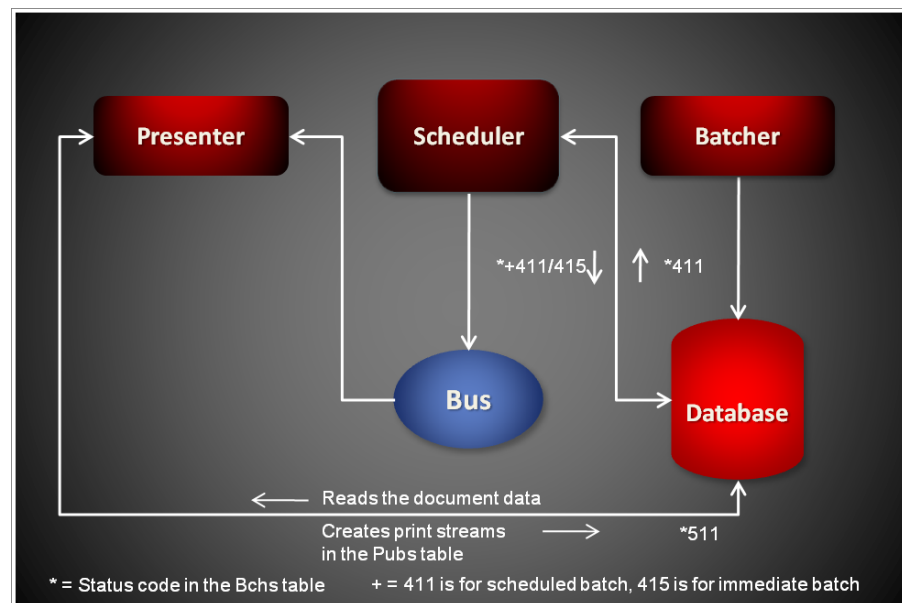 Presenter
Scheduler
Batcher
*+411/415
*411
Bus
Database
Reads the document data
Creates print streams
in the Pubs table
*511
* = Status code in the Bchs table
+ = 411 is for scheduled batch, 415 is for immediate batch